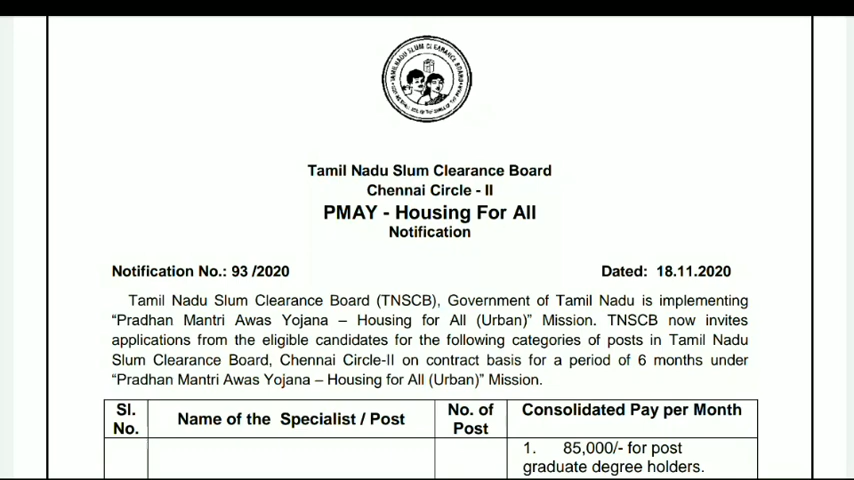 TAMILNADU SLUM CLEARANCE BOARD
Tamil Nadu Slum Clearance Board
Chennai Circle - II
PMAY - Housing For All
Notification
Notification No.: 93 /2020 Dated: 18.11.2020
Tamil Nadu Slum Clearance Board (TNSCB), Government of Tamil Nadu is implementing
“Pradhan Mantri Awas Yojana – Housing for All (Urban)” Mission. TNSCB now invites
applications from the eligible candidates for the following categories of posts in Tamil Nadu
Slum Clearance Board, Chennai Circle-II on contract basis for a period of 6 months under
“Pradhan Mantri Awas Yojana – Housing for All (Urban)” Mission.
Sl. No. Name of the Specialist / Post No. of Post Consolidated Pay per Month
1. 85,000/- for post
graduate degree holders.